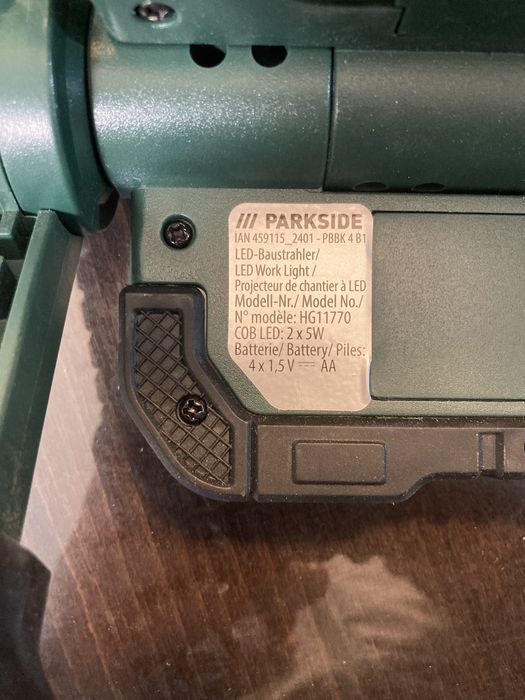 /// PARKSIDE
IAN 459115_2401 - PBBK 4 B1
LED-Baustrahler/
LED Work Light/
Projecteur de chantier à LED
Modell-Nr./ Model No./
N° modèle: HG11770
COB LED: 2 x 5W
Batterie/ Battery/ Piles:
4 x 1,5 V ⎓ AA